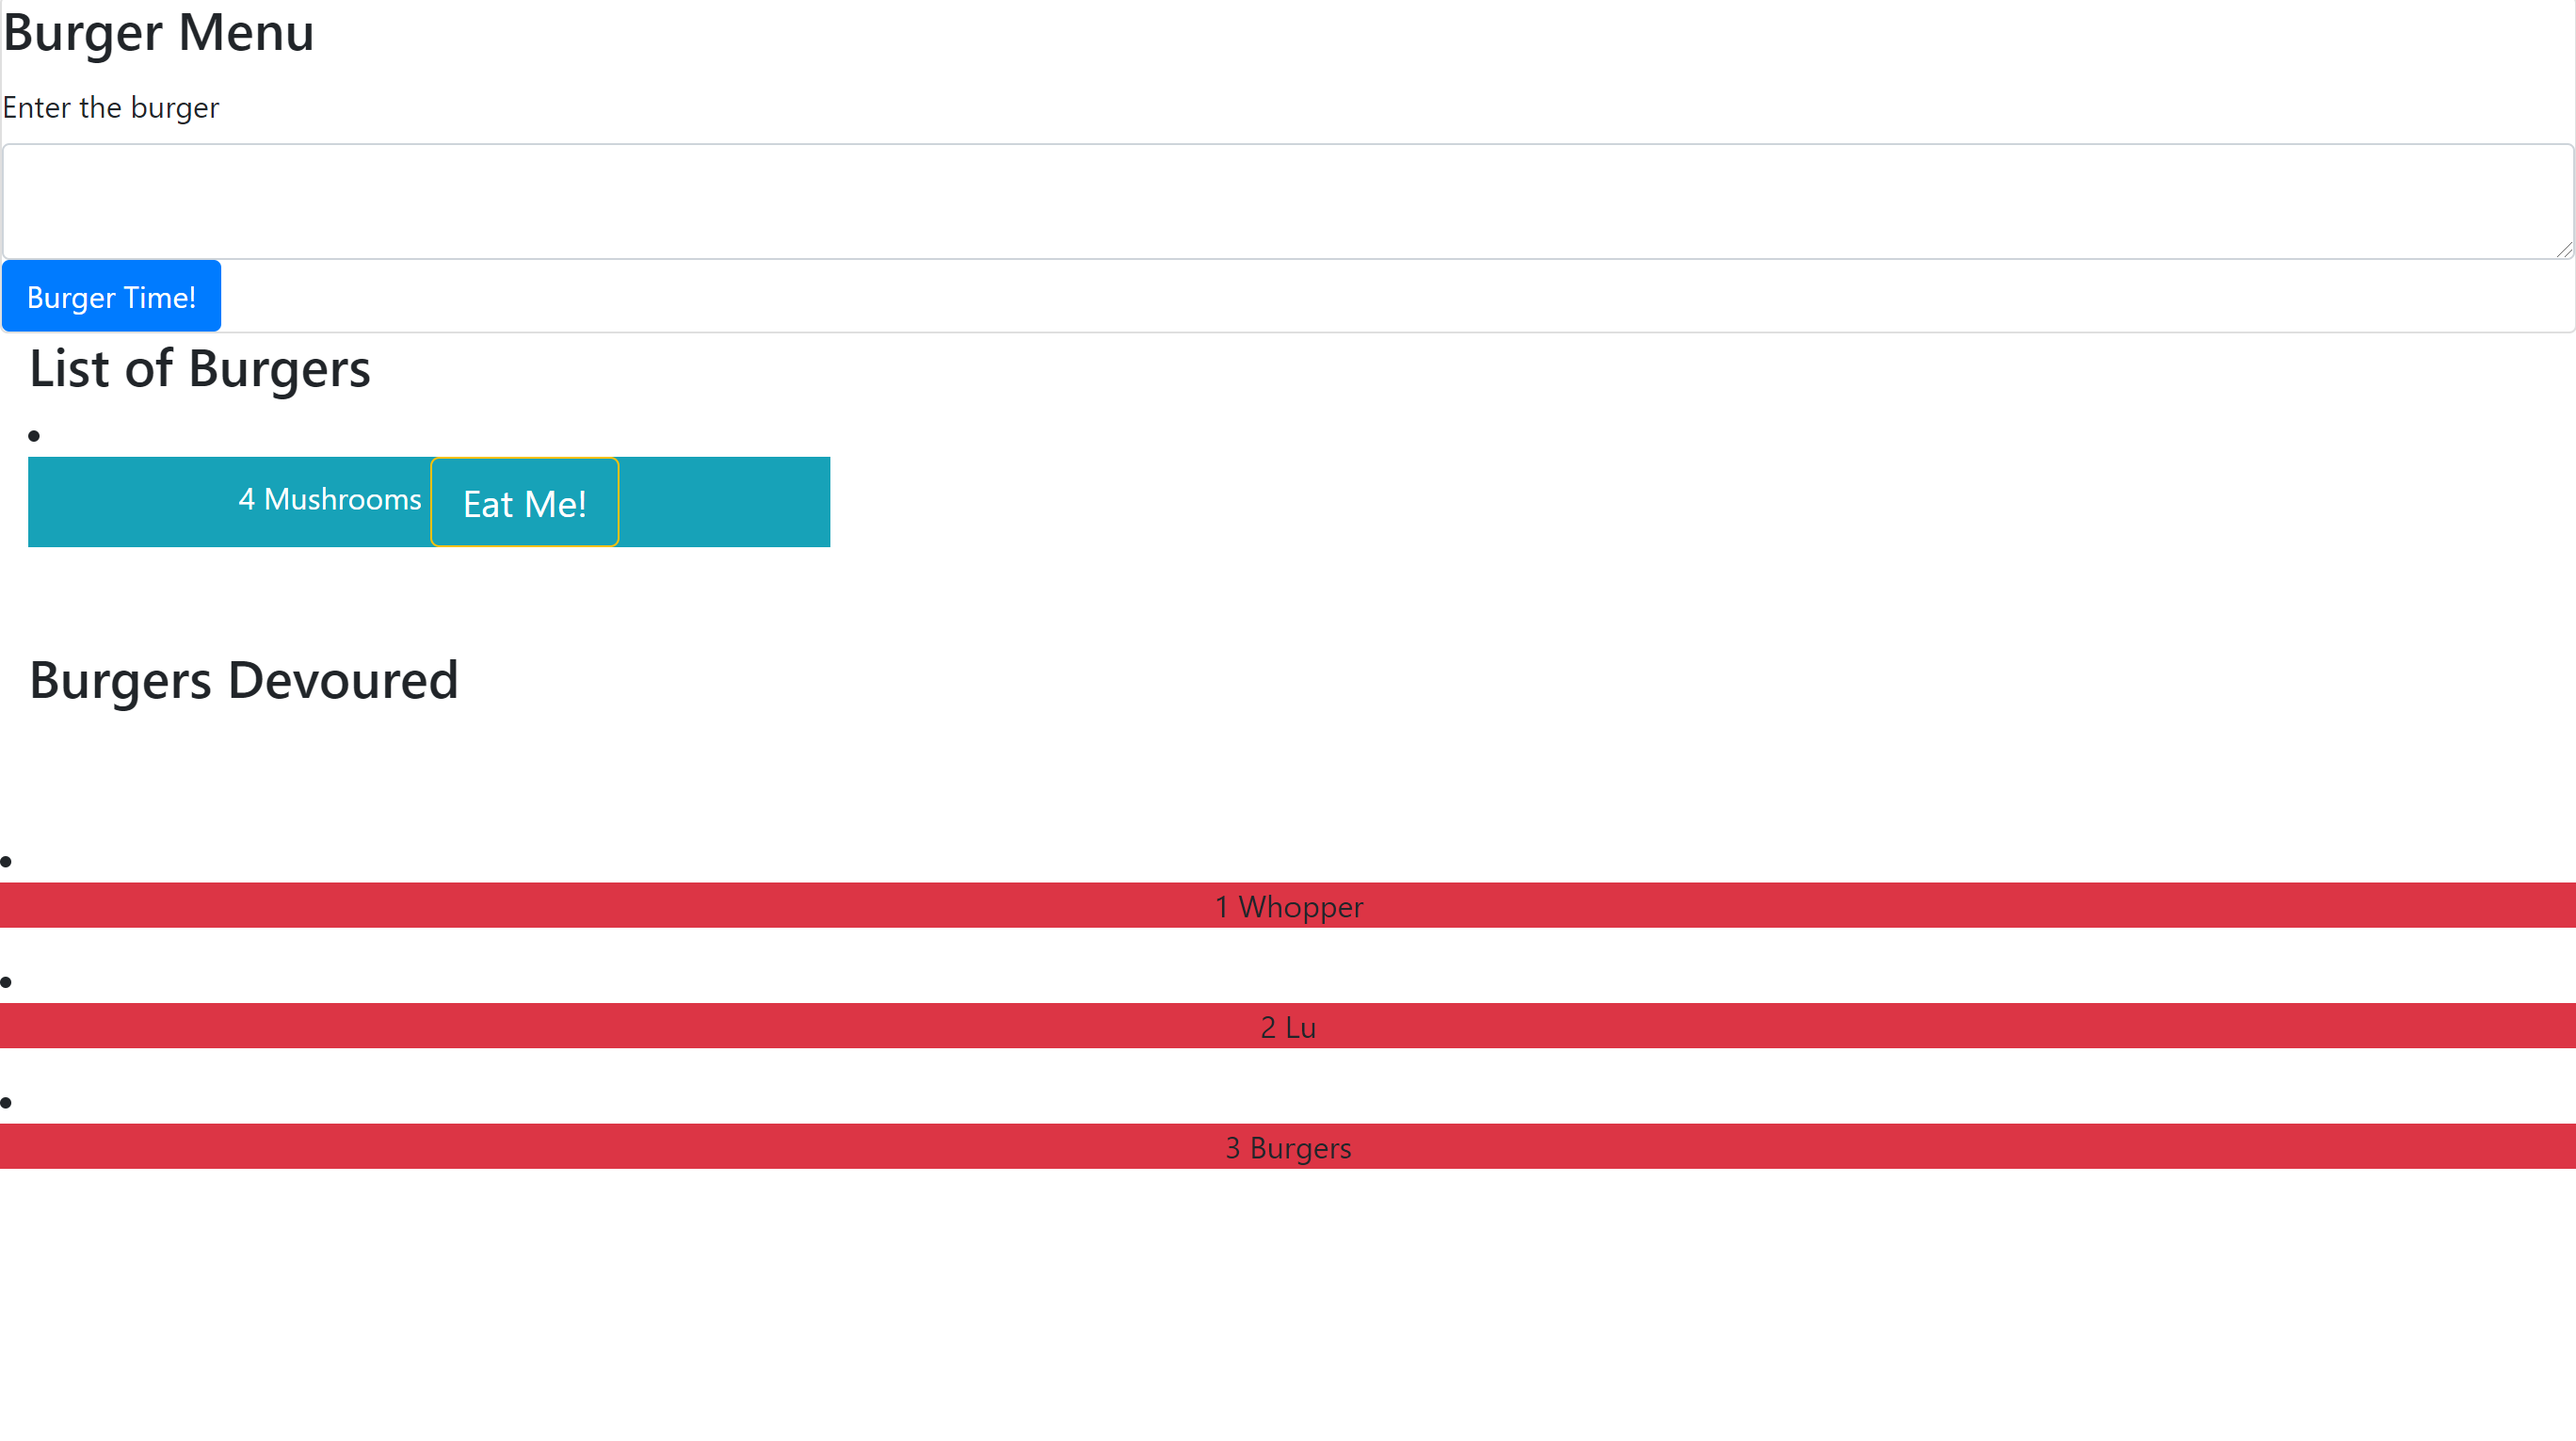 Burger Menu
Enter the burger
Burger Time!
List of Burgers
4 Mushrooms Eat Me!
Burgers Devoured
1 Whopper
2 Lu
3 Burgers